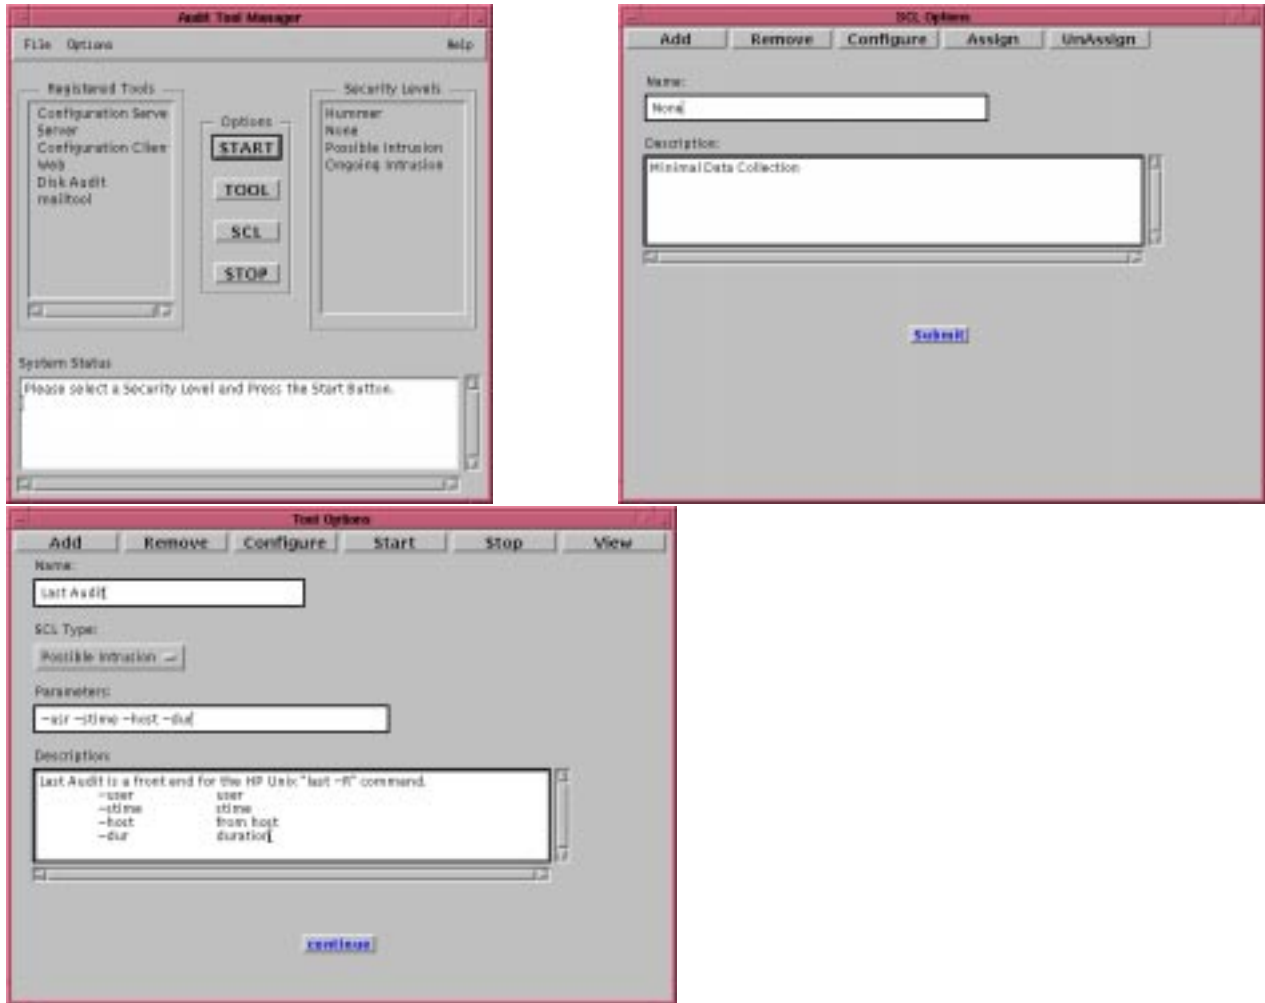 Audit Tool Manager
File Options Help
Registered Tools
Configuration Serve
Server
Configuration Clien
Web
Disk Audit
mailtool
Options
START
TOOL
SCL
STOP
Security Levels
Hummer
None
Possible Intrusion
Ongoing Intrusion
System Status
Please select a Security Level and Press the Start Button.
SCL Options
Add Remove Configure Assign UnAssign
Name:
None
Description:
Minimal Data Collection
Submit
Tool Options
Add Remove Configure Start Stop View
Name:
Last Audit
SCL Type:
Possible Intrusion
Parameters:
-usr -stime -host -dur
Description:
Last Audit is a front end for the HP Unix "last -R" command.
-user user
-stime stime
-host from host
-dur duration
continue